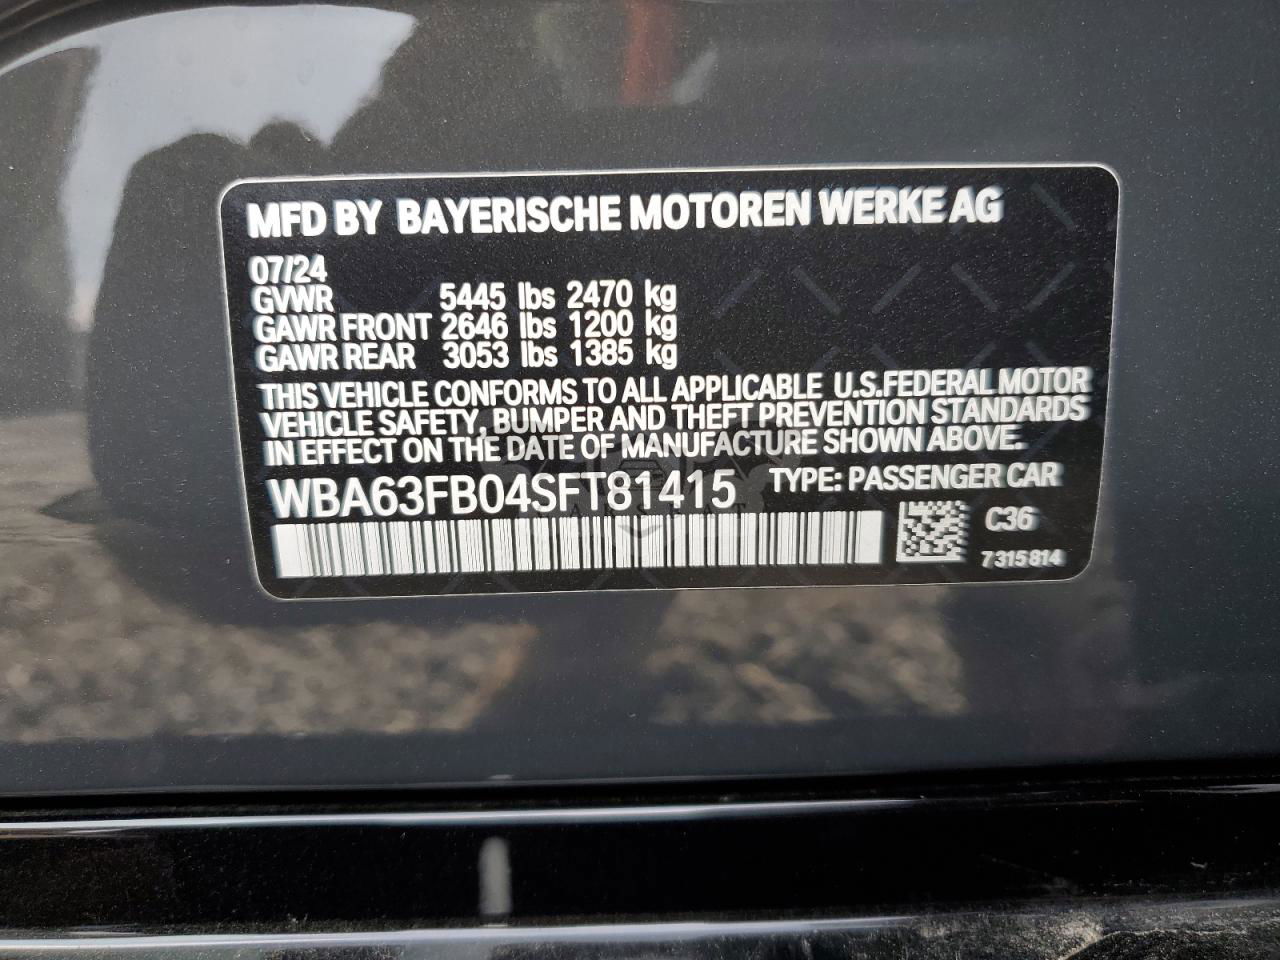 MFD BY BAYERISCHE MOTOREN WERKE AG
07/24
GVWR 5445 lbs 2470 kg
GAWR FRONT 2646 lbs 1200 kg
GAWR REAR 3053 lbs 1385 kg
THIS VEHICLE CONFORMS TO ALL APPLICABLE U.S.FEDERAL MOTOR
VEHICLE SAFETY, BUMPER AND THEFT PREVENTION STANDARDS
IN EFFECT ON THE DATE OF MANUFACTURE SHOWN ABOVE.
WBA63FB04SFT81415 TYPE: PASSENGER CAR
C36
7315814